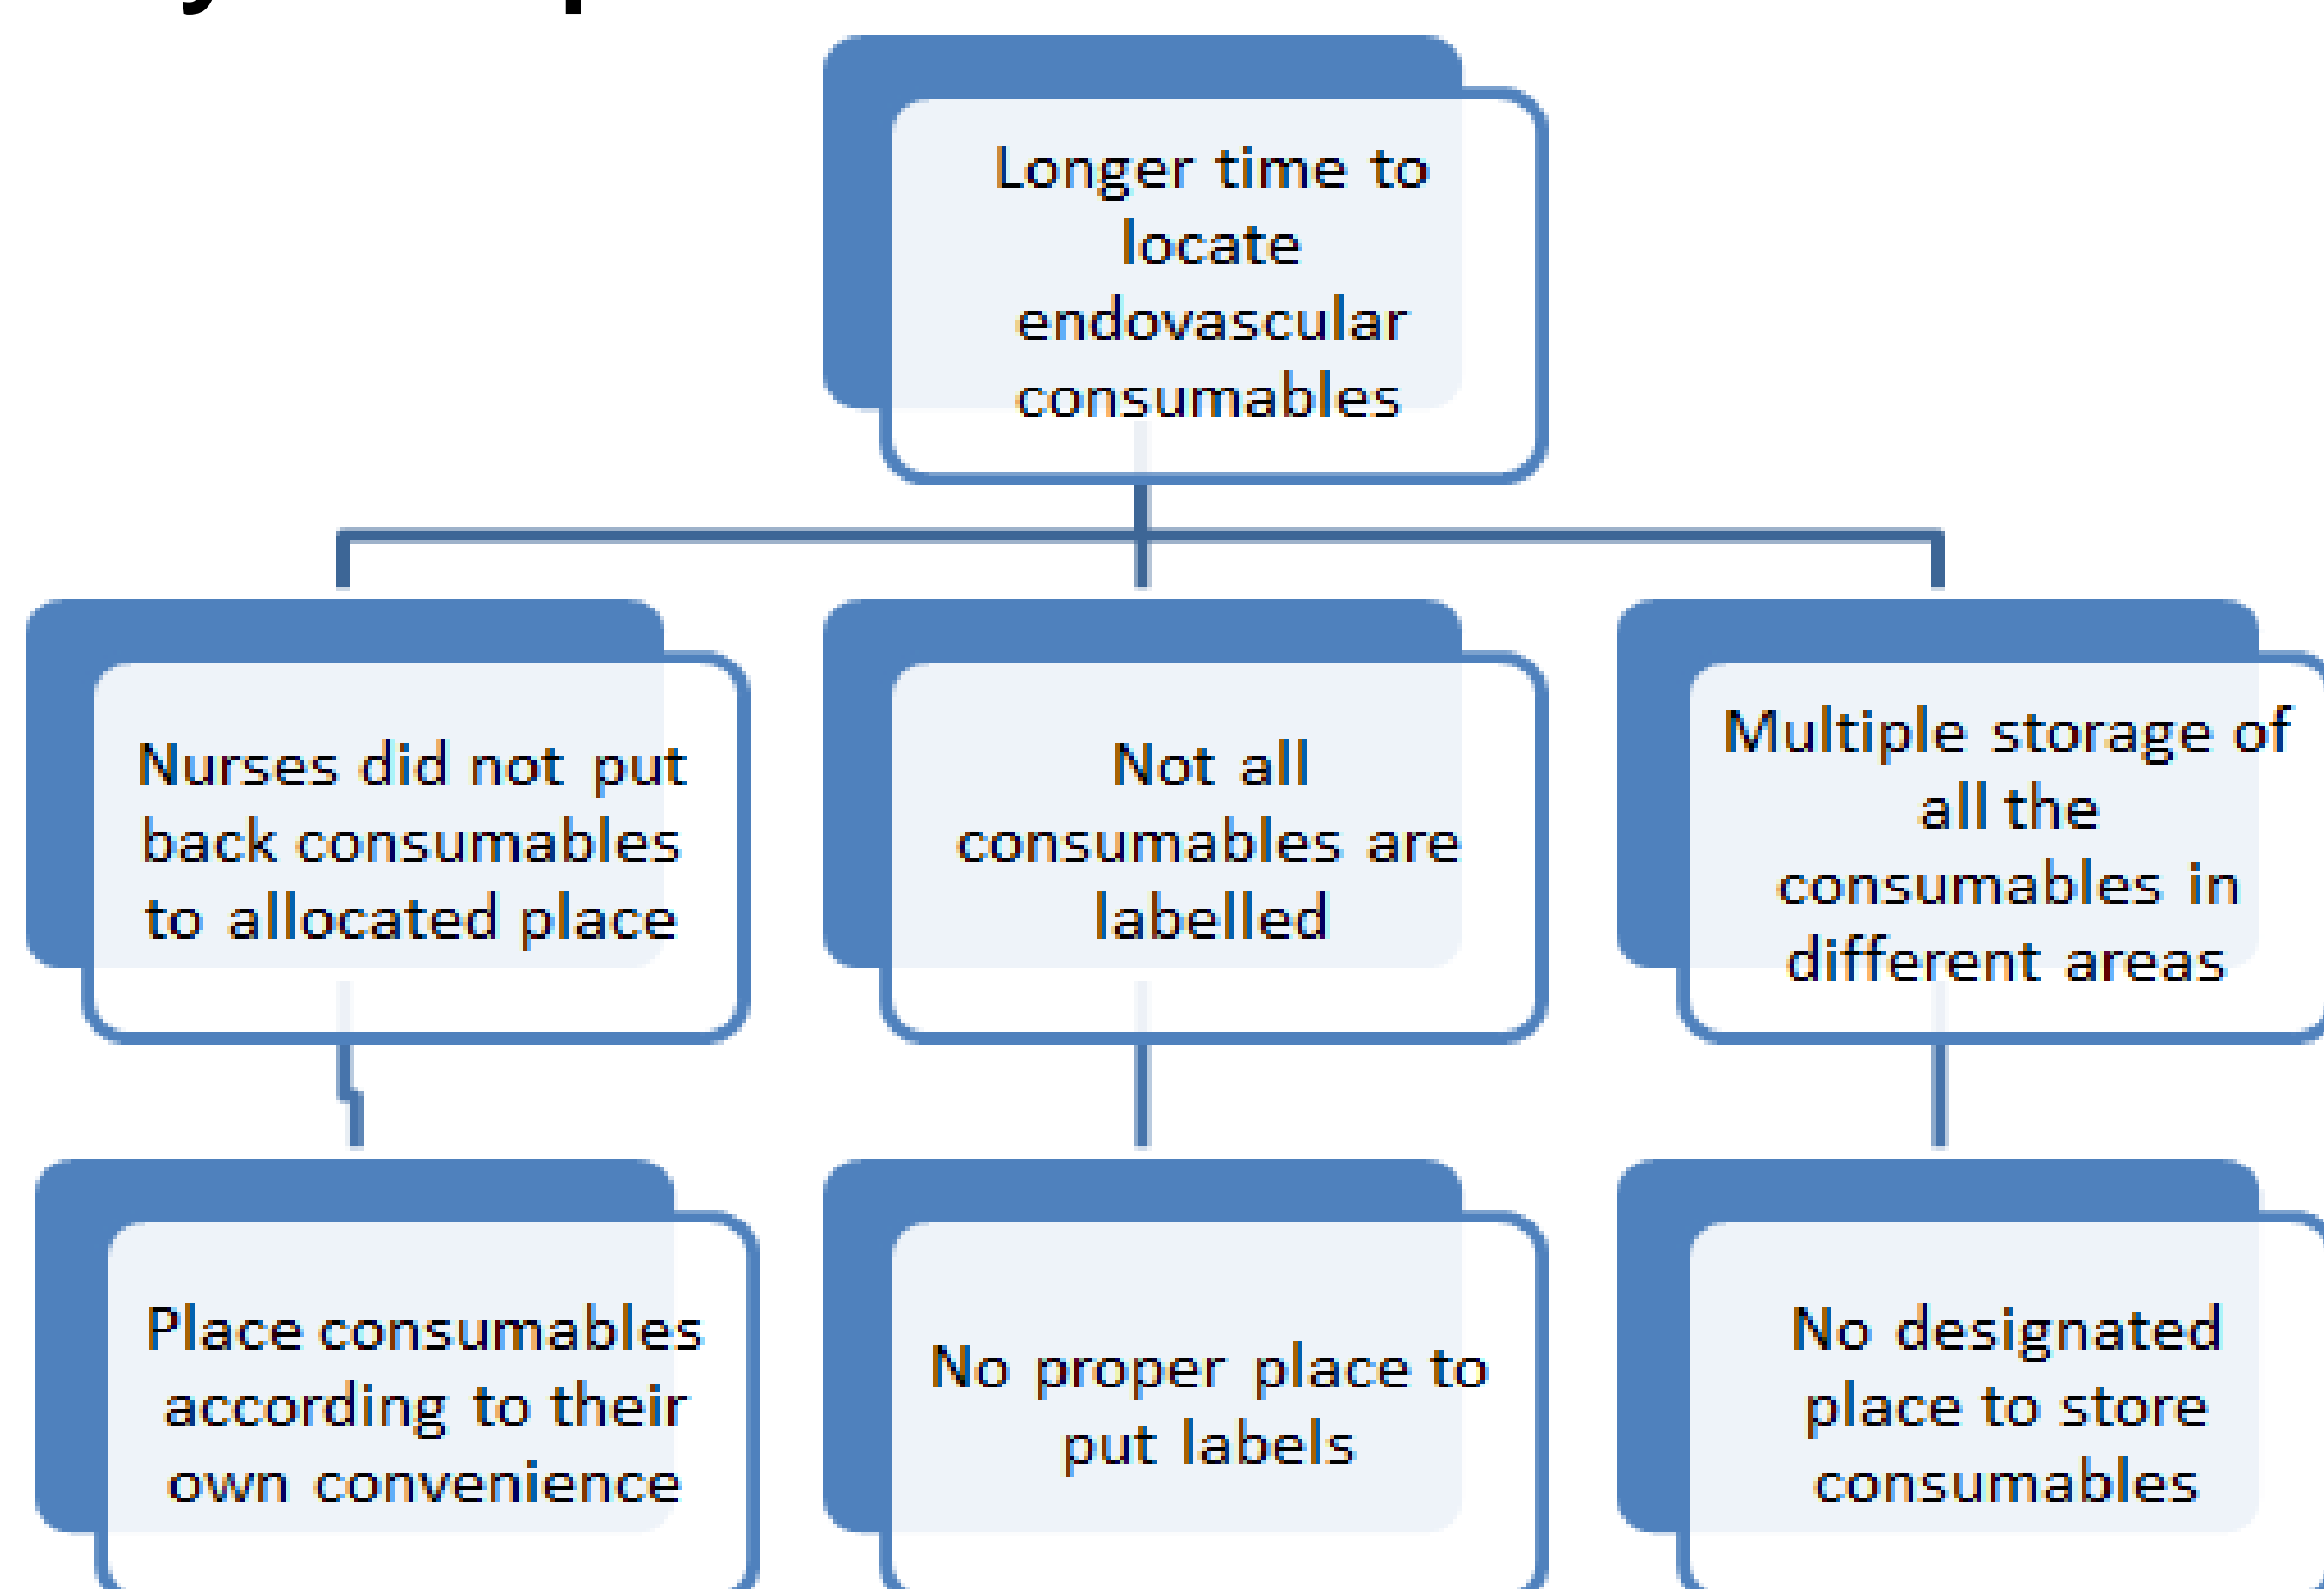 Longer time to
locate
endovascular
consumables
Nurses did not put
back consumables
to allocated place
Not all
consumables are
labelled
Multiple storage of
all the
consumables in
different areas
Place consumables
according to their
own convenience
No proper place to
put labels
No designated
place to store
consumables